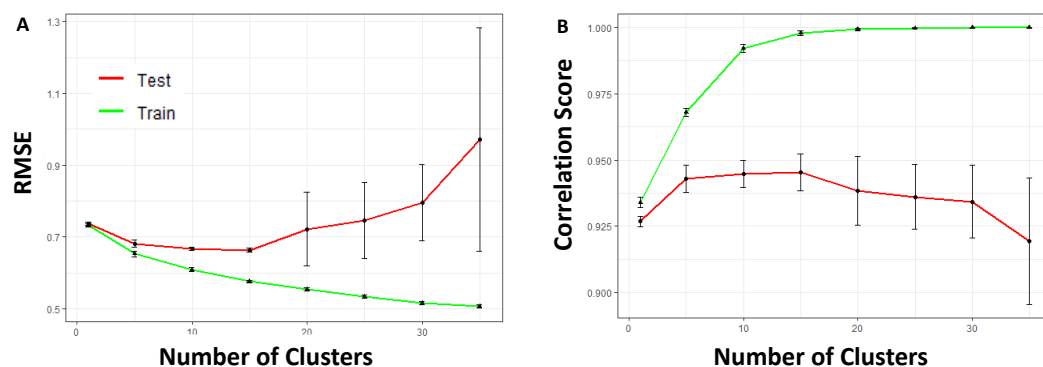 A
RMSE
1.3
1.1
0.9
0.7
0.5
Test
Train
0 10 20 30
Number of Clusters
B
Correlation Score
1.000
0.975
0.950
0.925
0.900
0 10 20 30
Number of Clusters